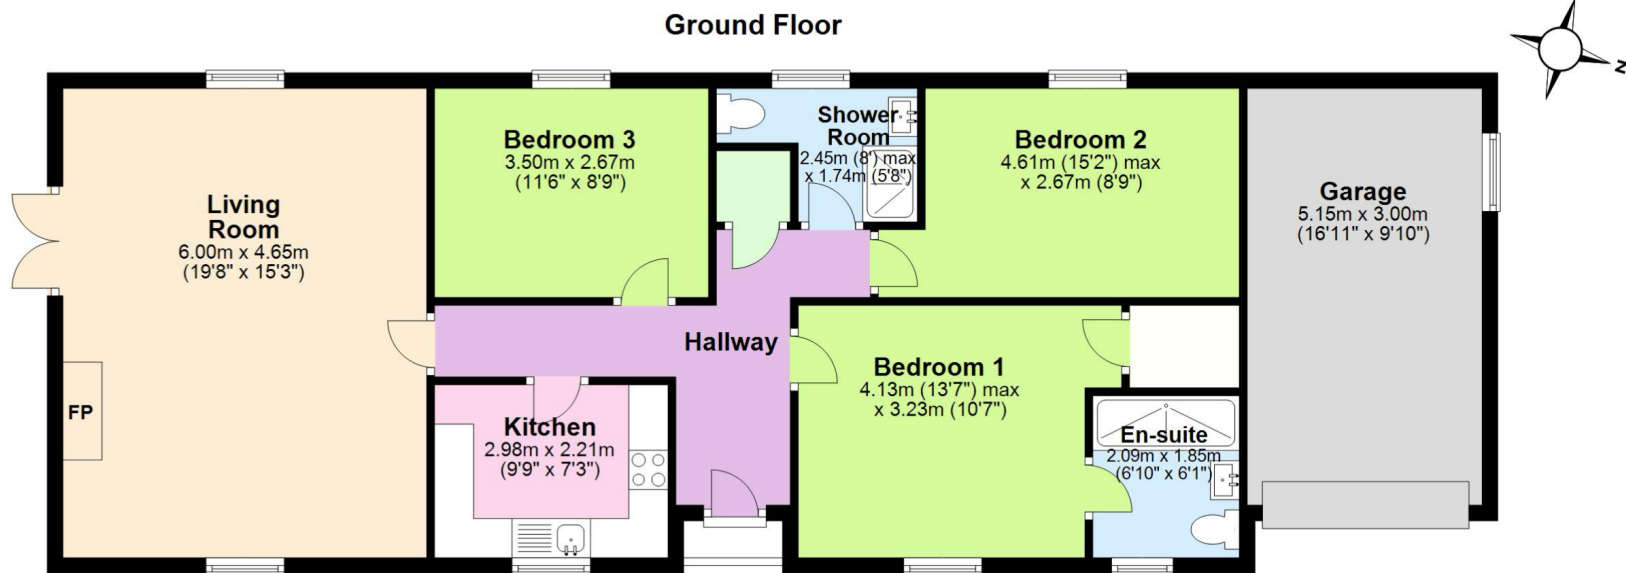 Ground Floor
N
Living
Room
6.00m x 4.65m
(19'8" x 15'3")
FP
Bedroom 3
3.50m x 2.67m
(11'6" x 8'9")
Shower
Room
2.45m (8') max
x 1.74m (5'8")
Bedroom 2
4.61m (15'2") max
x 2.67m (8'9")
Garage
5.15m x 3.00m
(16'11" x 9'10")
Hallway
Kitchen
2.98m x 2.21m
(9'9" x 7'3")
Bedroom 1
4.13m (13'7") max
x 3.23m (10'7")
En-suite
2.09m x 1.85m
(6'10" x 6'1")